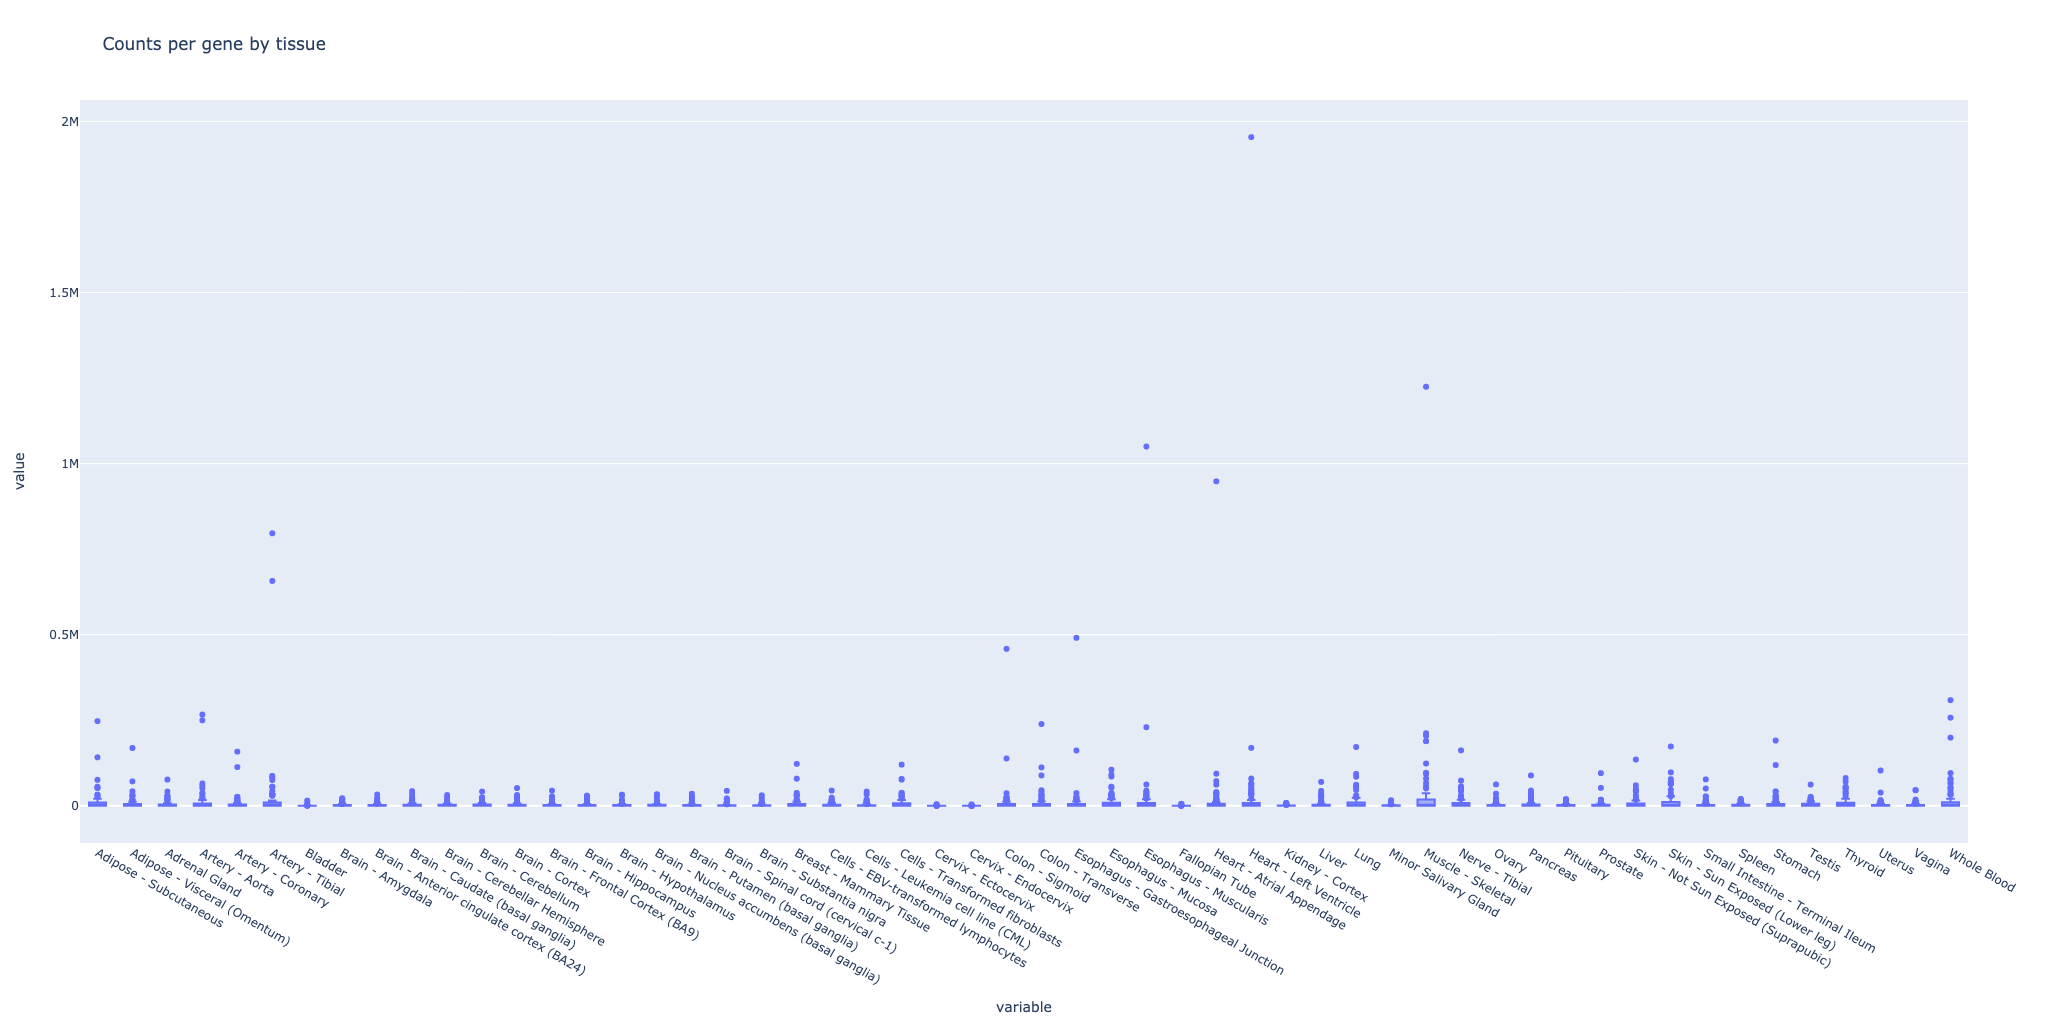 Counts per gene by tissue
2M
1.5M
1M
0.5M
0
value
Adipose - Subcutaneous
Adipose - Visceral (Omentum)
Adrenal Gland
Artery - Aorta
Artery - Coronary
Artery - Tibial
Bladder
Brain - Amygdala
Brain - Anterior cingulate cortex (BA24)
Brain - Caudate (basal ganglia)
Brain - Cerebellar Hemisphere
Brain - Cerebellum
Brain - Cortex
Brain - Frontal Cortex (BA9)
Brain - Hippocampus
Brain - Hypothalamus
Brain - Nucleus accumbens (basal ganglia)
Brain - Putamen (basal ganglia)
Brain - Spinal cord (cervical c-1)
Brain - Substantia nigra
Breast - Mammary Tissue
Cells - EBV-transformed lymphocytes
Cells - Leukemia cell line (CML)
Cells - Transformed fibroblasts
Cervix - Ectocervix
Cervix - Endocervix
Colon - Sigmoid
Colon - Transverse
Esophagus - Gastroesophageal Junction
Esophagus - Mucosa
Esophagus - Muscularis
Fallopian Tube
Heart - Atrial Appendage
Heart - Left Ventricle
Kidney - Cortex
Liver
Lung
Minor Salivary Gland
Muscle - Skeletal
Nerve - Tibial
Ovary
Pancreas
Pituitary
Prostate
Skin - Not Sun Exposed (Suprapubic)
Skin - Sun Exposed (Lower leg)
Small Intestine - Terminal Ileum
Spleen
Stomach
Testis
Thyroid
Uterus
Vagina
Whole Blood
variable